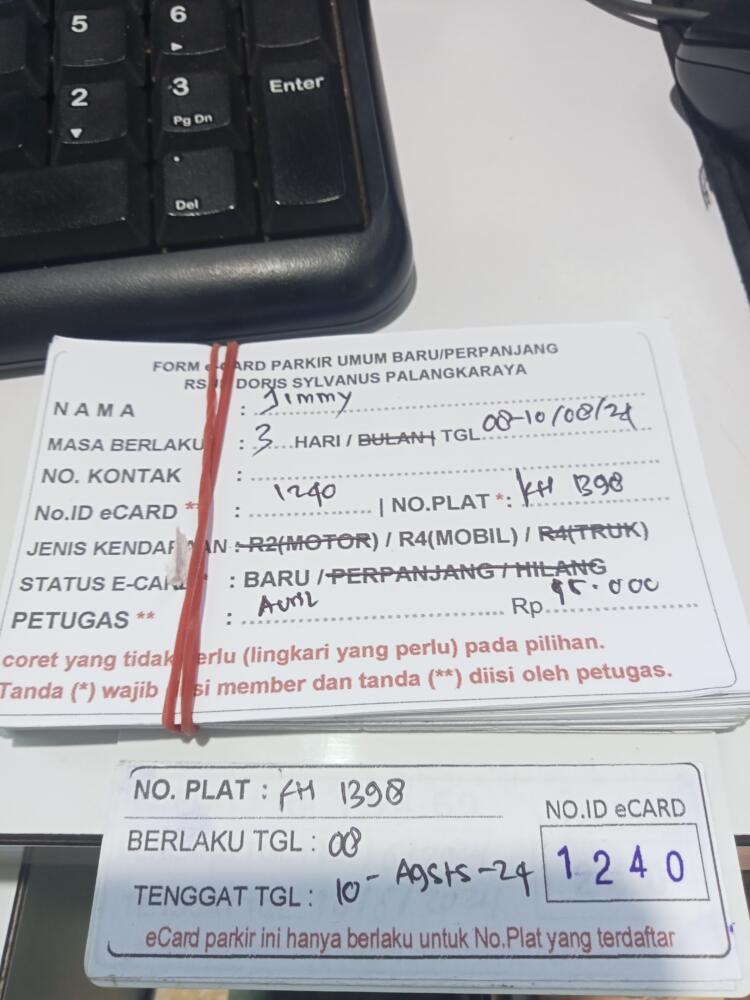 5
6
2
3
Pg Dn
Enter
.
Del
FORM e-CARD PARKIR UMUM BARU/PERPANJANG
DORIS SYLVANUS PALANGKARAYA
NAMA : Jimmy
MASA BERLAKU : 3 HARI / BULAN | TGL 08-10/08/24
NO. KONTAK :
No.ID eCARD ** : 1240 | NO.PLAT *: KH 1398
JENIS KENDARAAN : R2(MOTOR) / R4(MOBIL) / R4(TRUK)
STATUS E-CARD : BARU / PERPANJANG / HILANG
PETUGAS ** : Rp 95.000
coret yang tidak perlu (lingkari yang perlu) pada pilihan.
Tanda (*) wajib diisi member dan tanda (**) diisi oleh petugas.
NO. PLAT : KH 1398
NO.ID eCARD
BERLAKU TGL : 08
1240
TENGGAT TGL : 10 - Agsts - 24
eCard parkir ini hanya berlaku untuk No.Plat yang terdaftar